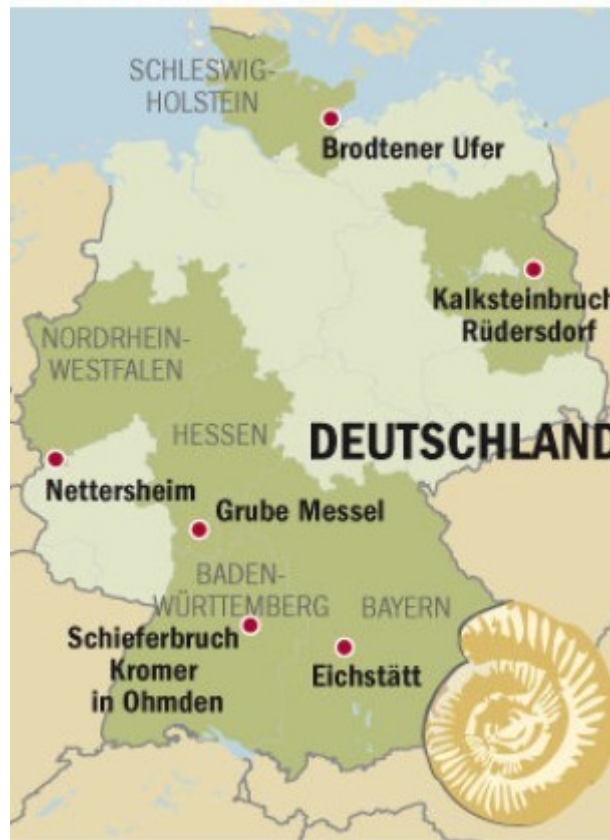 SCHLESWIG-
HOLSTEIN
Brodtener Ufer
Kalksteinbruch
Rüdersdorf
NORDRHEIN-
WESTFALEN
HESSEN
DEUTSCHLAND
Nettersheim
Grube Messel
BADEN-
WÜRTTEMBERG
BAYERN
Schieferbruch
Kromer
in Ohmden
Eichstätt